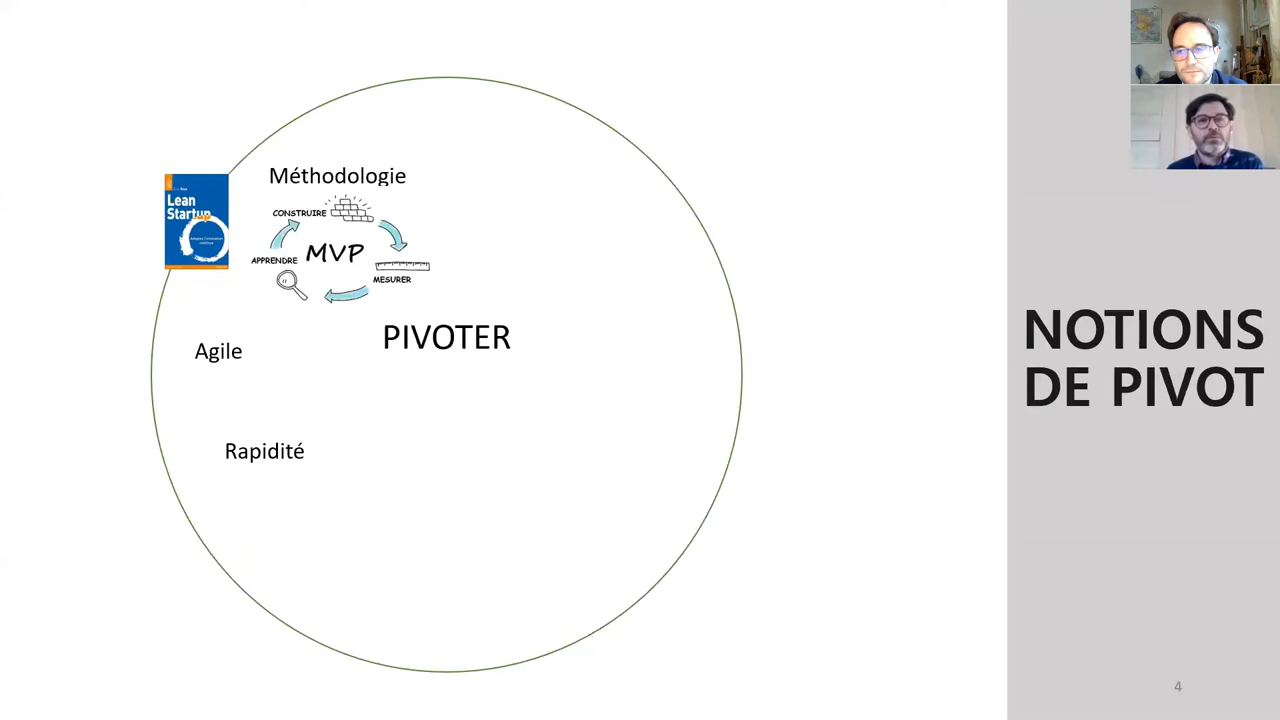 Méthodologie
Lean
Startup
CONSTRUIRE
MVP
APPRENDRE
MESURER
PIVOTER
Agile
Rapidité
NOTIONS
DE PIVOT
4